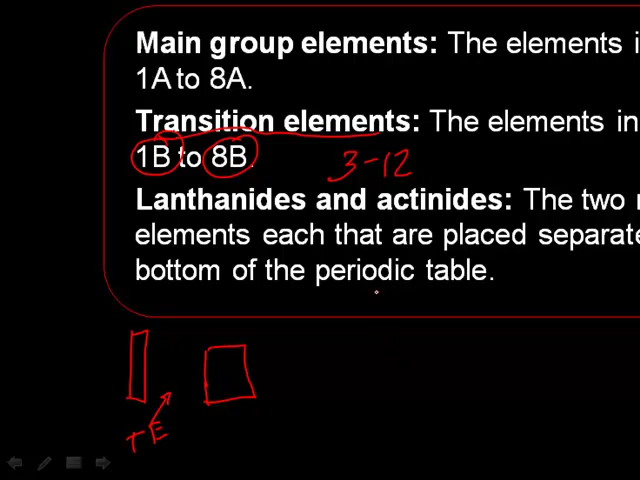 Main group elements: The elements i
1A to 8A.
Transition elements: The elements in
1B to 8B.
3-12
Lanthanides and actinides: The two
elements each that are placed separate
bottom of the periodic table.
TE